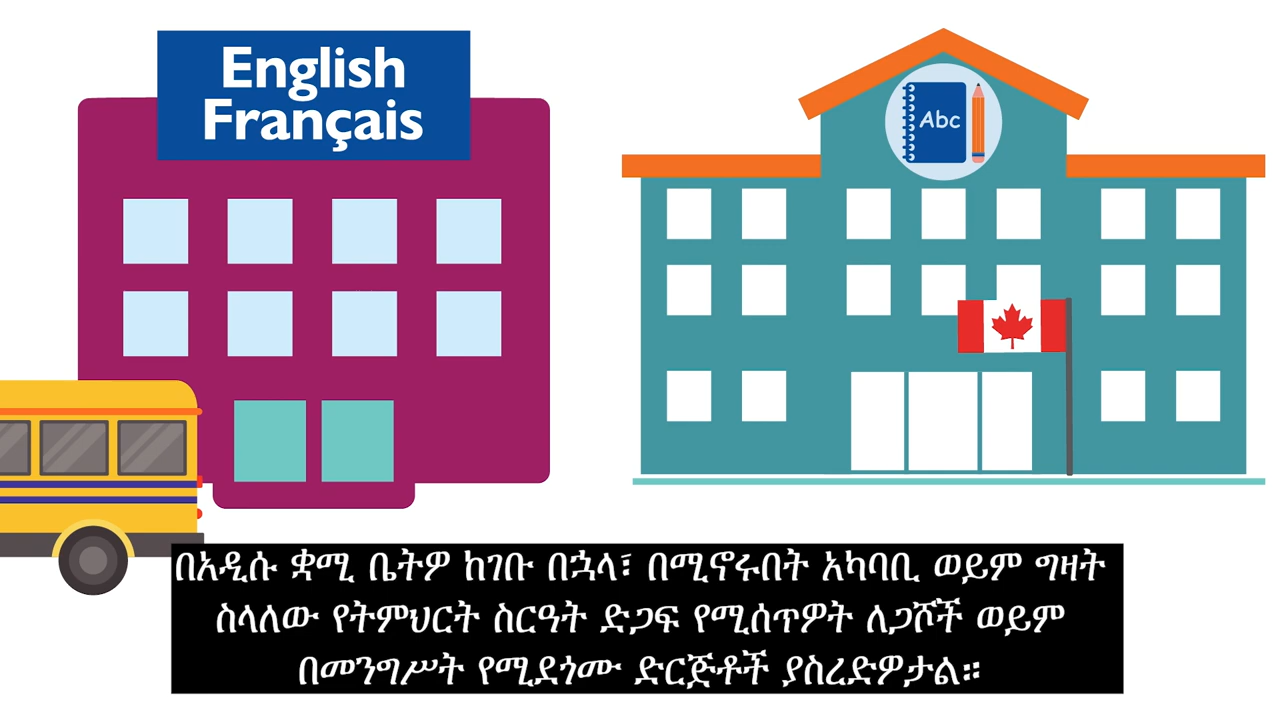 English
Français
Abc
በአዲሱ ቋሚ ቤትዎ ከገቡ በኋላ፣ በሚኖሩበት አካባቢ ወይም ግዛት
ስላለው የትምህርት ስርዓት ድጋፍ የሚሰጥዎት ለጋሾች ወይም
በመንግሥት የሚደጎሙ ድርጅቶች ያስረድዎታል።